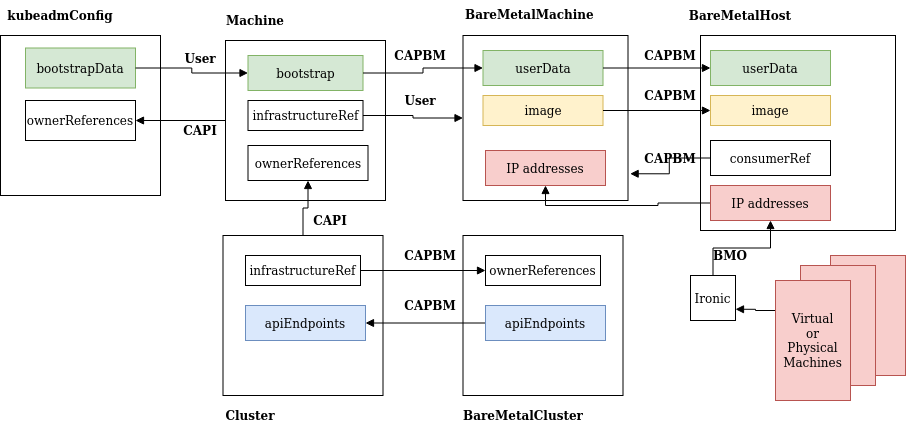 kubeadmConfig
Machine
BareMetalMachine
BareMetalHost
bootstrapData
User
bootstrap
CAPBM
userData
CAPBM
userData
ownerReferences
CAPI
infrastructureRef
User
image
CAPBM
image
ownerReferences
IP addresses
CAPBM
consumerRef
IP addresses
CAPI
BMO
infrastructureRef
CAPBM
ownerReferences
Ironic
apiEndpoints
CAPBM
apiEndpoints
Virtual
or
Physical
Machines
Cluster
BareMetalCluster